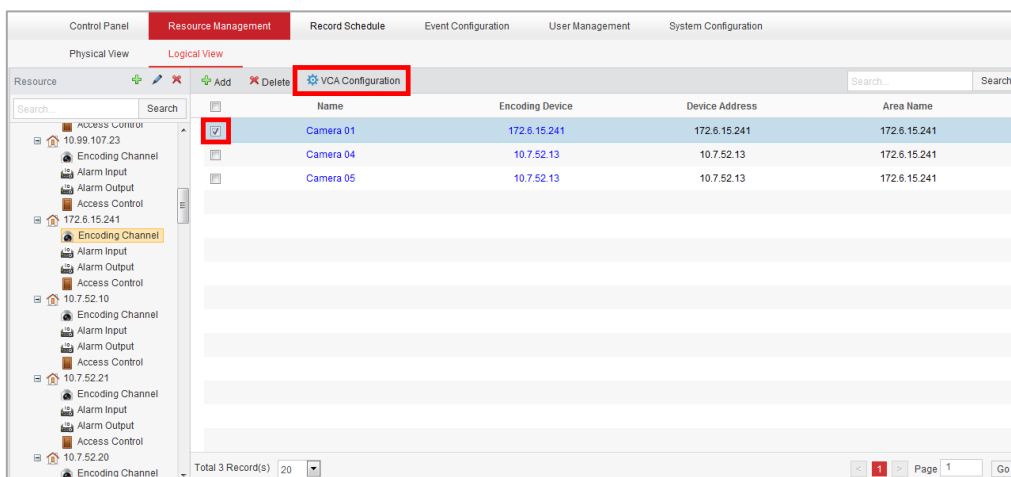 Control Panel Resource Management Record Schedule Event Configuration User Management System Configuration
Physical View Logical View
Resource Add Delete VCA Configuration Search... Search
Search... Search Name Encoding Device Device Address Area Name
Access Control
Camera 01 172.6.15.241 172.6.15.241 172.6.15.241
10.99.107.23
Encoding Channel Camera 04 10.7.52.13 10.7.52.13 172.6.15.241
Alarm Input Camera 05 10.7.52.13 10.7.52.13 172.6.15.241
Alarm Output
Access Control
172.6.15.241
Encoding Channel
Alarm Input
Alarm Output
Access Control
10.7.52.10
Encoding Channel
Alarm Input
Alarm Output
Access Control
10.7.52.21
Encoding Channel
Alarm Input
Alarm Output
Access Control
10.7.52.20
Encoding Channel Total 3 Record(s) 20 < 1 > Page 1 Go